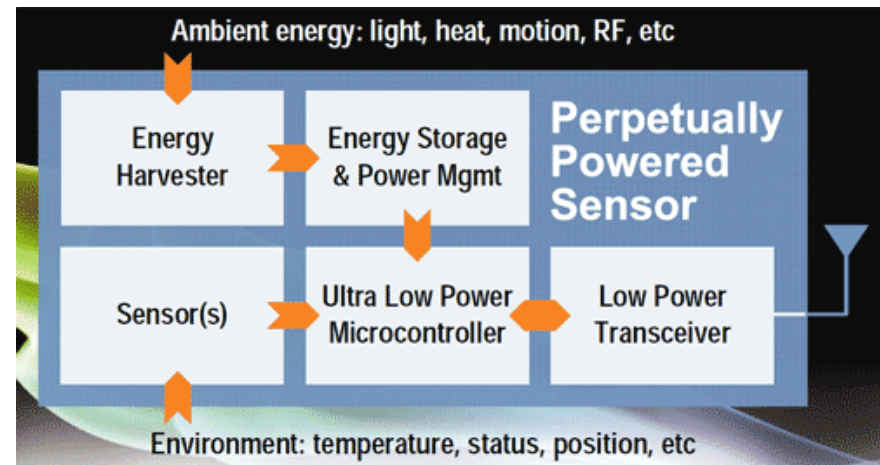 Ambient energy: light, heat, motion, RF, etc
Energy
Harvester
Energy Storage
& Power Mgmt
Perpetually
Powered
Sensor
Sensor(s)
Ultra Low Power
Microcontroller
Low Power
Transceiver
Environment: temperature, status, position, etc